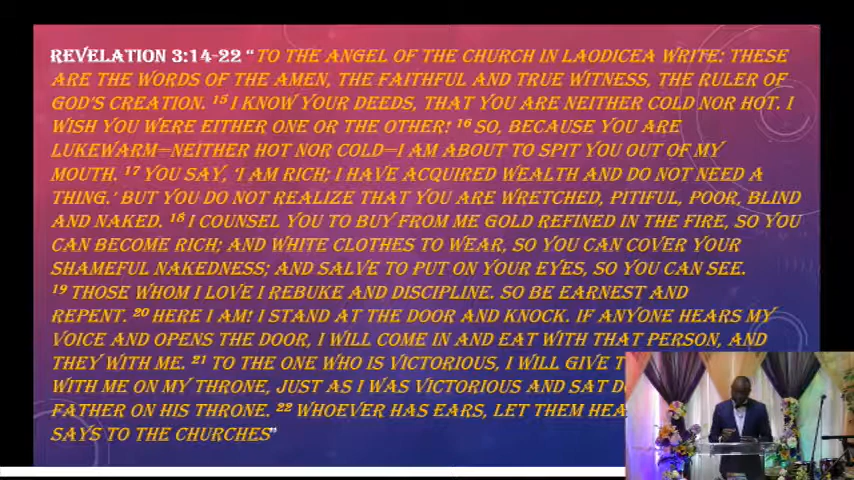 REVELATION 3:14-22 " TO THE ANGEL OF THE CHURCH IN LAODICEA WRITE: THESE
ARE THE WORDS OF THE AMEN, THE FAITHFUL AND TRUE WITNESS, THE RULER OF
GOD'S CREATION. 15 I KNOW YOUR DEEDS, THAT YOU ARE NEITHER COLD NOR HOT. I
WISH YOU WERE EITHER ONE OR THE OTHER! 16 SO, BECAUSE YOU ARE
LUKEWARM—NEITHER HOT NOR COLD—I AM ABOUT TO SPIT YOU OUT OF MY
MOUTH. 17 YOU SAY, 'I AM RICH; I HAVE ACQUIRED WEALTH AND DO NOT NEED A
THING.' BUT YOU DO NOT REALIZE THAT YOU ARE WRETCHED, PITIFUL, POOR, BLIND
AND NAKED. 18 I COUNSEL YOU TO BUY FROM ME GOLD REFINED IN THE FIRE, SO YOU
CAN BECOME RICH; AND WHITE CLOTHES TO WEAR, SO YOU CAN COVER YOUR
SHAMEFUL NAKEDNESS; AND SALVE TO PUT ON YOUR EYES, SO YOU CAN SEE.
19 THOSE WHOM I LOVE I REBUKE AND DISCIPLINE. SO BE EARNEST AND
REPENT. 20 HERE I AM! I STAND AT THE DOOR AND KNOCK. IF ANYONE HEARS MY
VOICE AND OPENS THE DOOR, I WILL COME IN AND EAT WITH THAT PERSON, AND
THEY WITH ME. 21 TO THE ONE WHO IS VICTORIOUS, I WILL GIVE
WITH ME ON MY THRONE, JUST AS I WAS VICTORIOUS AND SAT
FATHER ON HIS THRONE. 22 WHOEVER HAS EARS, LET THEM
SAYS TO THE CHURCHES"